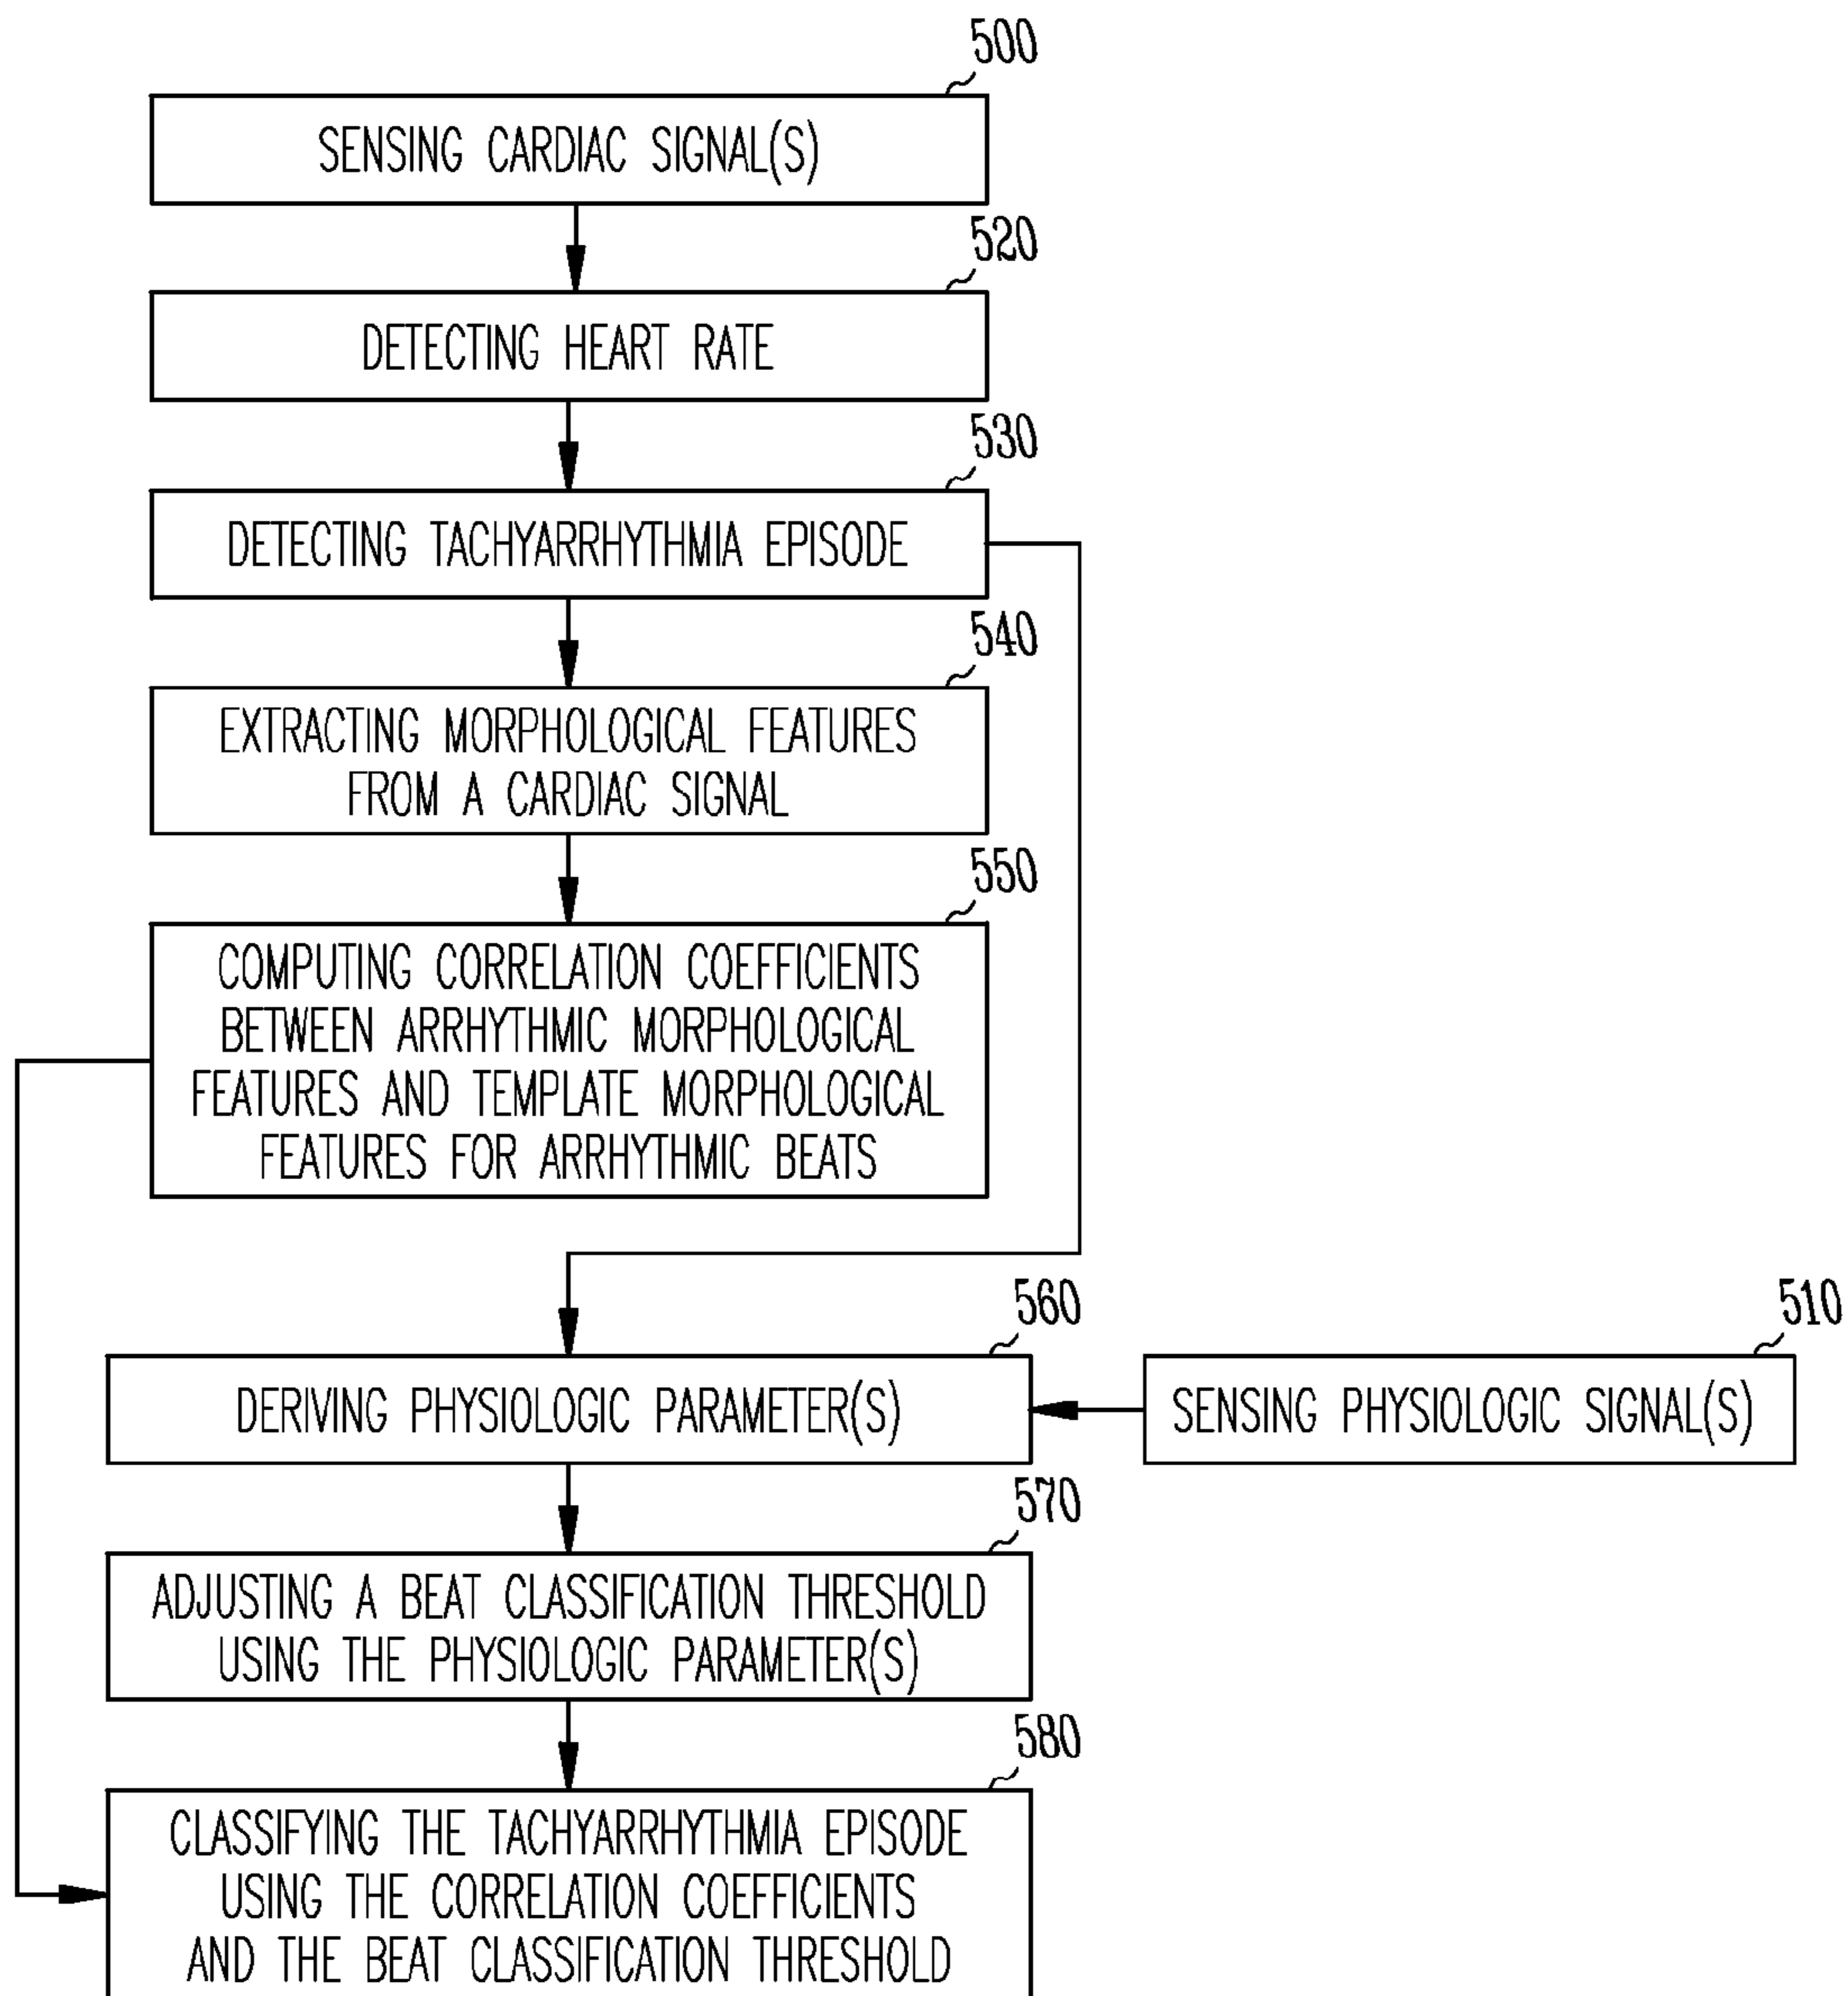 500
SENSING CARDIAC SIGNAL(S)
520
DETECTING HEART RATE
530
DETECTING TACHYARRHYTHMIA EPISODE
540
EXTRACTING MORPHOLOGICAL FEATURES
FROM A CARDIAC SIGNAL
550
COMPUTING CORRELATION COEFFICIENTS
BETWEEN ARRHYTHMIC MORPHOLOGICAL
FEATURES AND TEMPLATE MORPHOLOGICAL
FEATURES FOR ARRHYTHMIC BEATS
560
DERIVING PHYSIOLOGIC PARAMETER(S)
510
SENSING PHYSIOLOGIC SIGNAL(S)
570
ADJUSTING A BEAT CLASSIFICATION THRESHOLD
USING THE PHYSIOLOGIC PARAMETER(S)
580
CLASSIFYING THE TACHYARRHYTHMIA EPISODE
USING THE CORRELATION COEFFICIENTS
AND THE BEAT CLASSIFICATION THRESHOLD